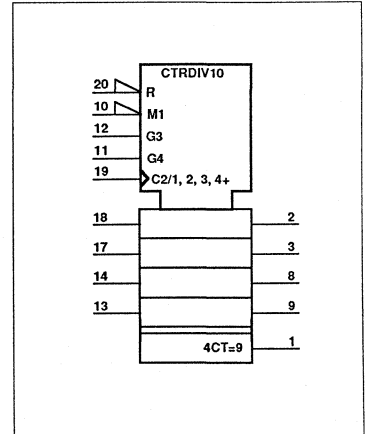 CTRDIV10
20 R
10 M1
12 G3
11 G4
19 C2/1, 2, 3, 4+
18 2
17 3
14 8
13 9
4CT=9 1